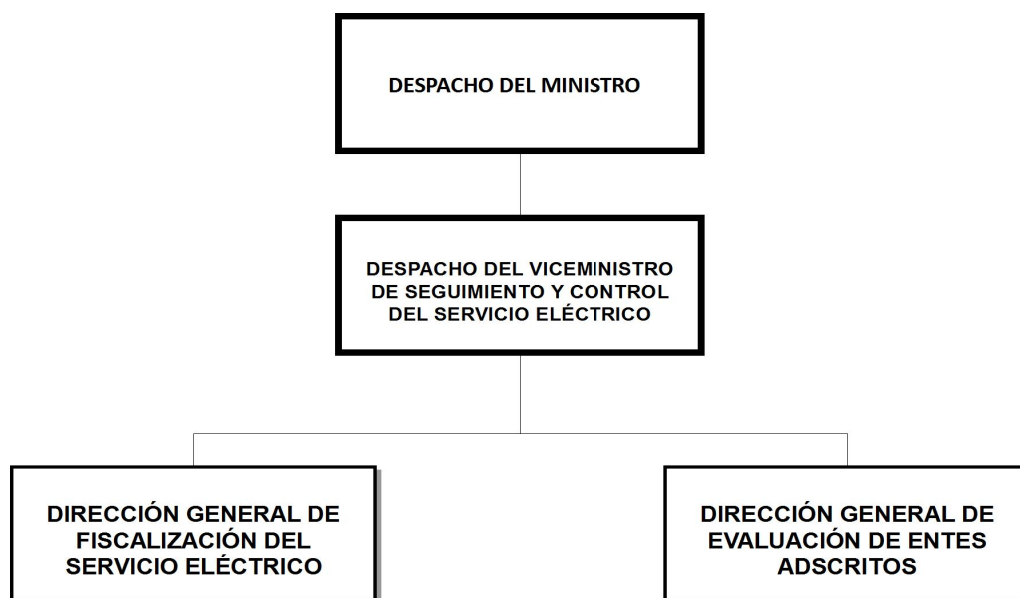 DESPACHO DEL MINISTRO
DESPACHO DEL VICEMINISTRO
DE SEGUIMIENTO Y CONTROL
DEL SERVICIO ELÉCTRICO
DIRECCIÓN GENERAL DE
FISCALIZACIÓN DEL
SERVICIO ELÉCTRICO
DIRECCIÓN GENERAL DE
EVALUACIÓN DE ENTES
ADSCRITOS